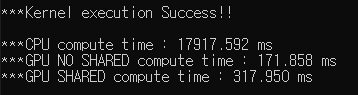 ***Kernel execution Success!!
***CPU compute time : 17917.592 ms
***GPU NO SHARED compute time : 171.858 ms
***GPU SHARED compute time : 317.950 ms